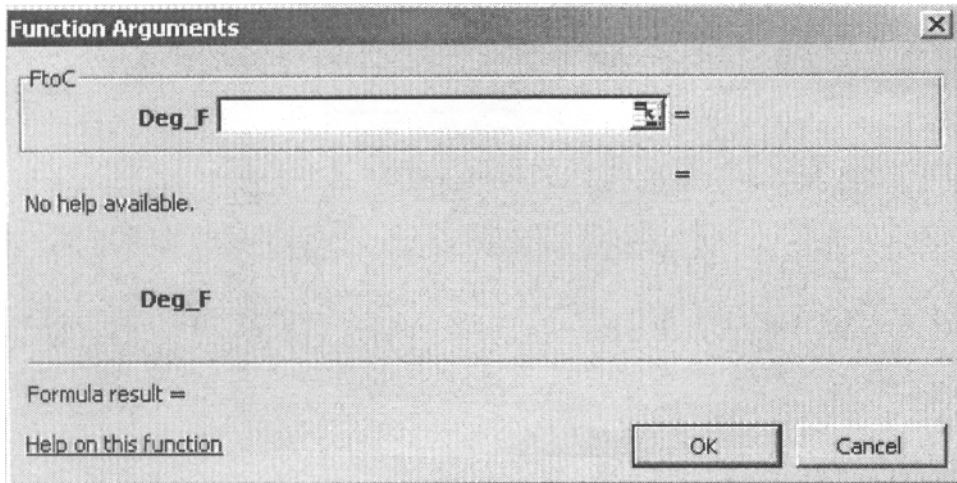 Function Arguments
FtoC
Deg_F =
=
No help available.
Deg_F
Formula result =
Help on this function
OK Cancel